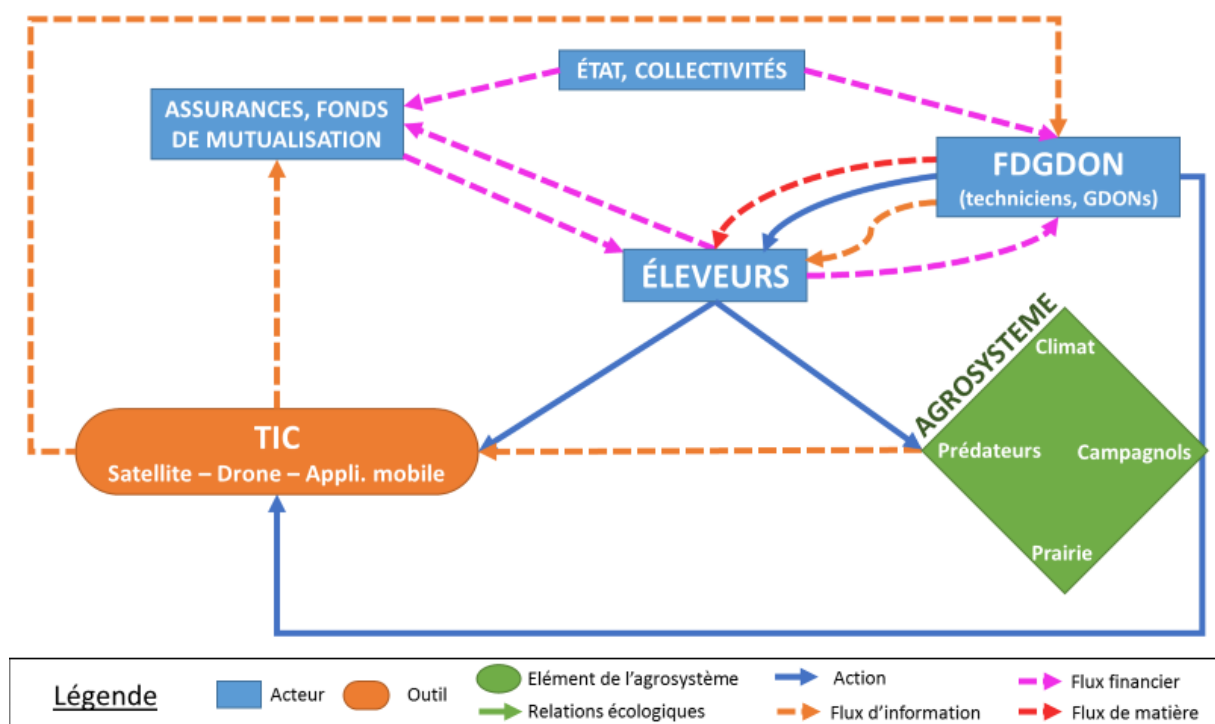 ÉTAT, COLLECTIVITÉS
ASSURANCES, FONDS
DE MUTUALISATION
FDGDON
(techniciens, GDONs)
ÉLEVEURS
AGROSYSTEME
Climat
Prédateurs
Campagnols
Prairie
TIC
Satellite – Drone – Appli. mobile
Légende
Acteur
Outil
Elément de l'agrosystème
Relations écologiques
Action
Flux d'information
Flux financier
Flux de matière